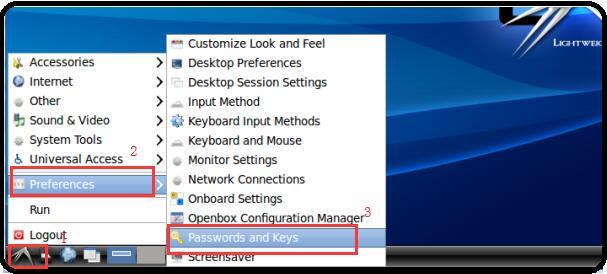 LIGHTWEIG
Accessories
Internet
Other
Sound & Video
System Tools
Universal Access
2
Preferences
Run
Logout
1
Customize Look and Feel
Desktop Preferences
Desktop Session Settings
Input Method
Keyboard Input Methods
Keyboard and Mouse
Monitor Settings
Network Connections
Onboard Settings
Openbox Configuration Manager
3
Passwords and Keys
Screensaver